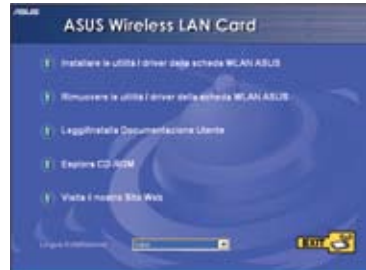 ASUS
ASUS Wireless LAN Card
Installare le utilità I driver della scheda WLAN ASUS
Rimuovere le utilità I driver della scheda WLAN ASUS
Leggi/Installa Documentazione Utente
Esplora CD-ROM
Visita il nostro Sito Web
EXIT